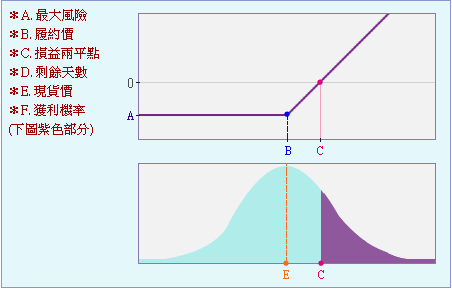 ＊A.最大風險
＊B.履約價
＊C.損益兩平點
＊D.剩餘天數
＊E.現貨價
＊F.獲利機率
(下圖紫色部分)
0
A
B
C
E
C